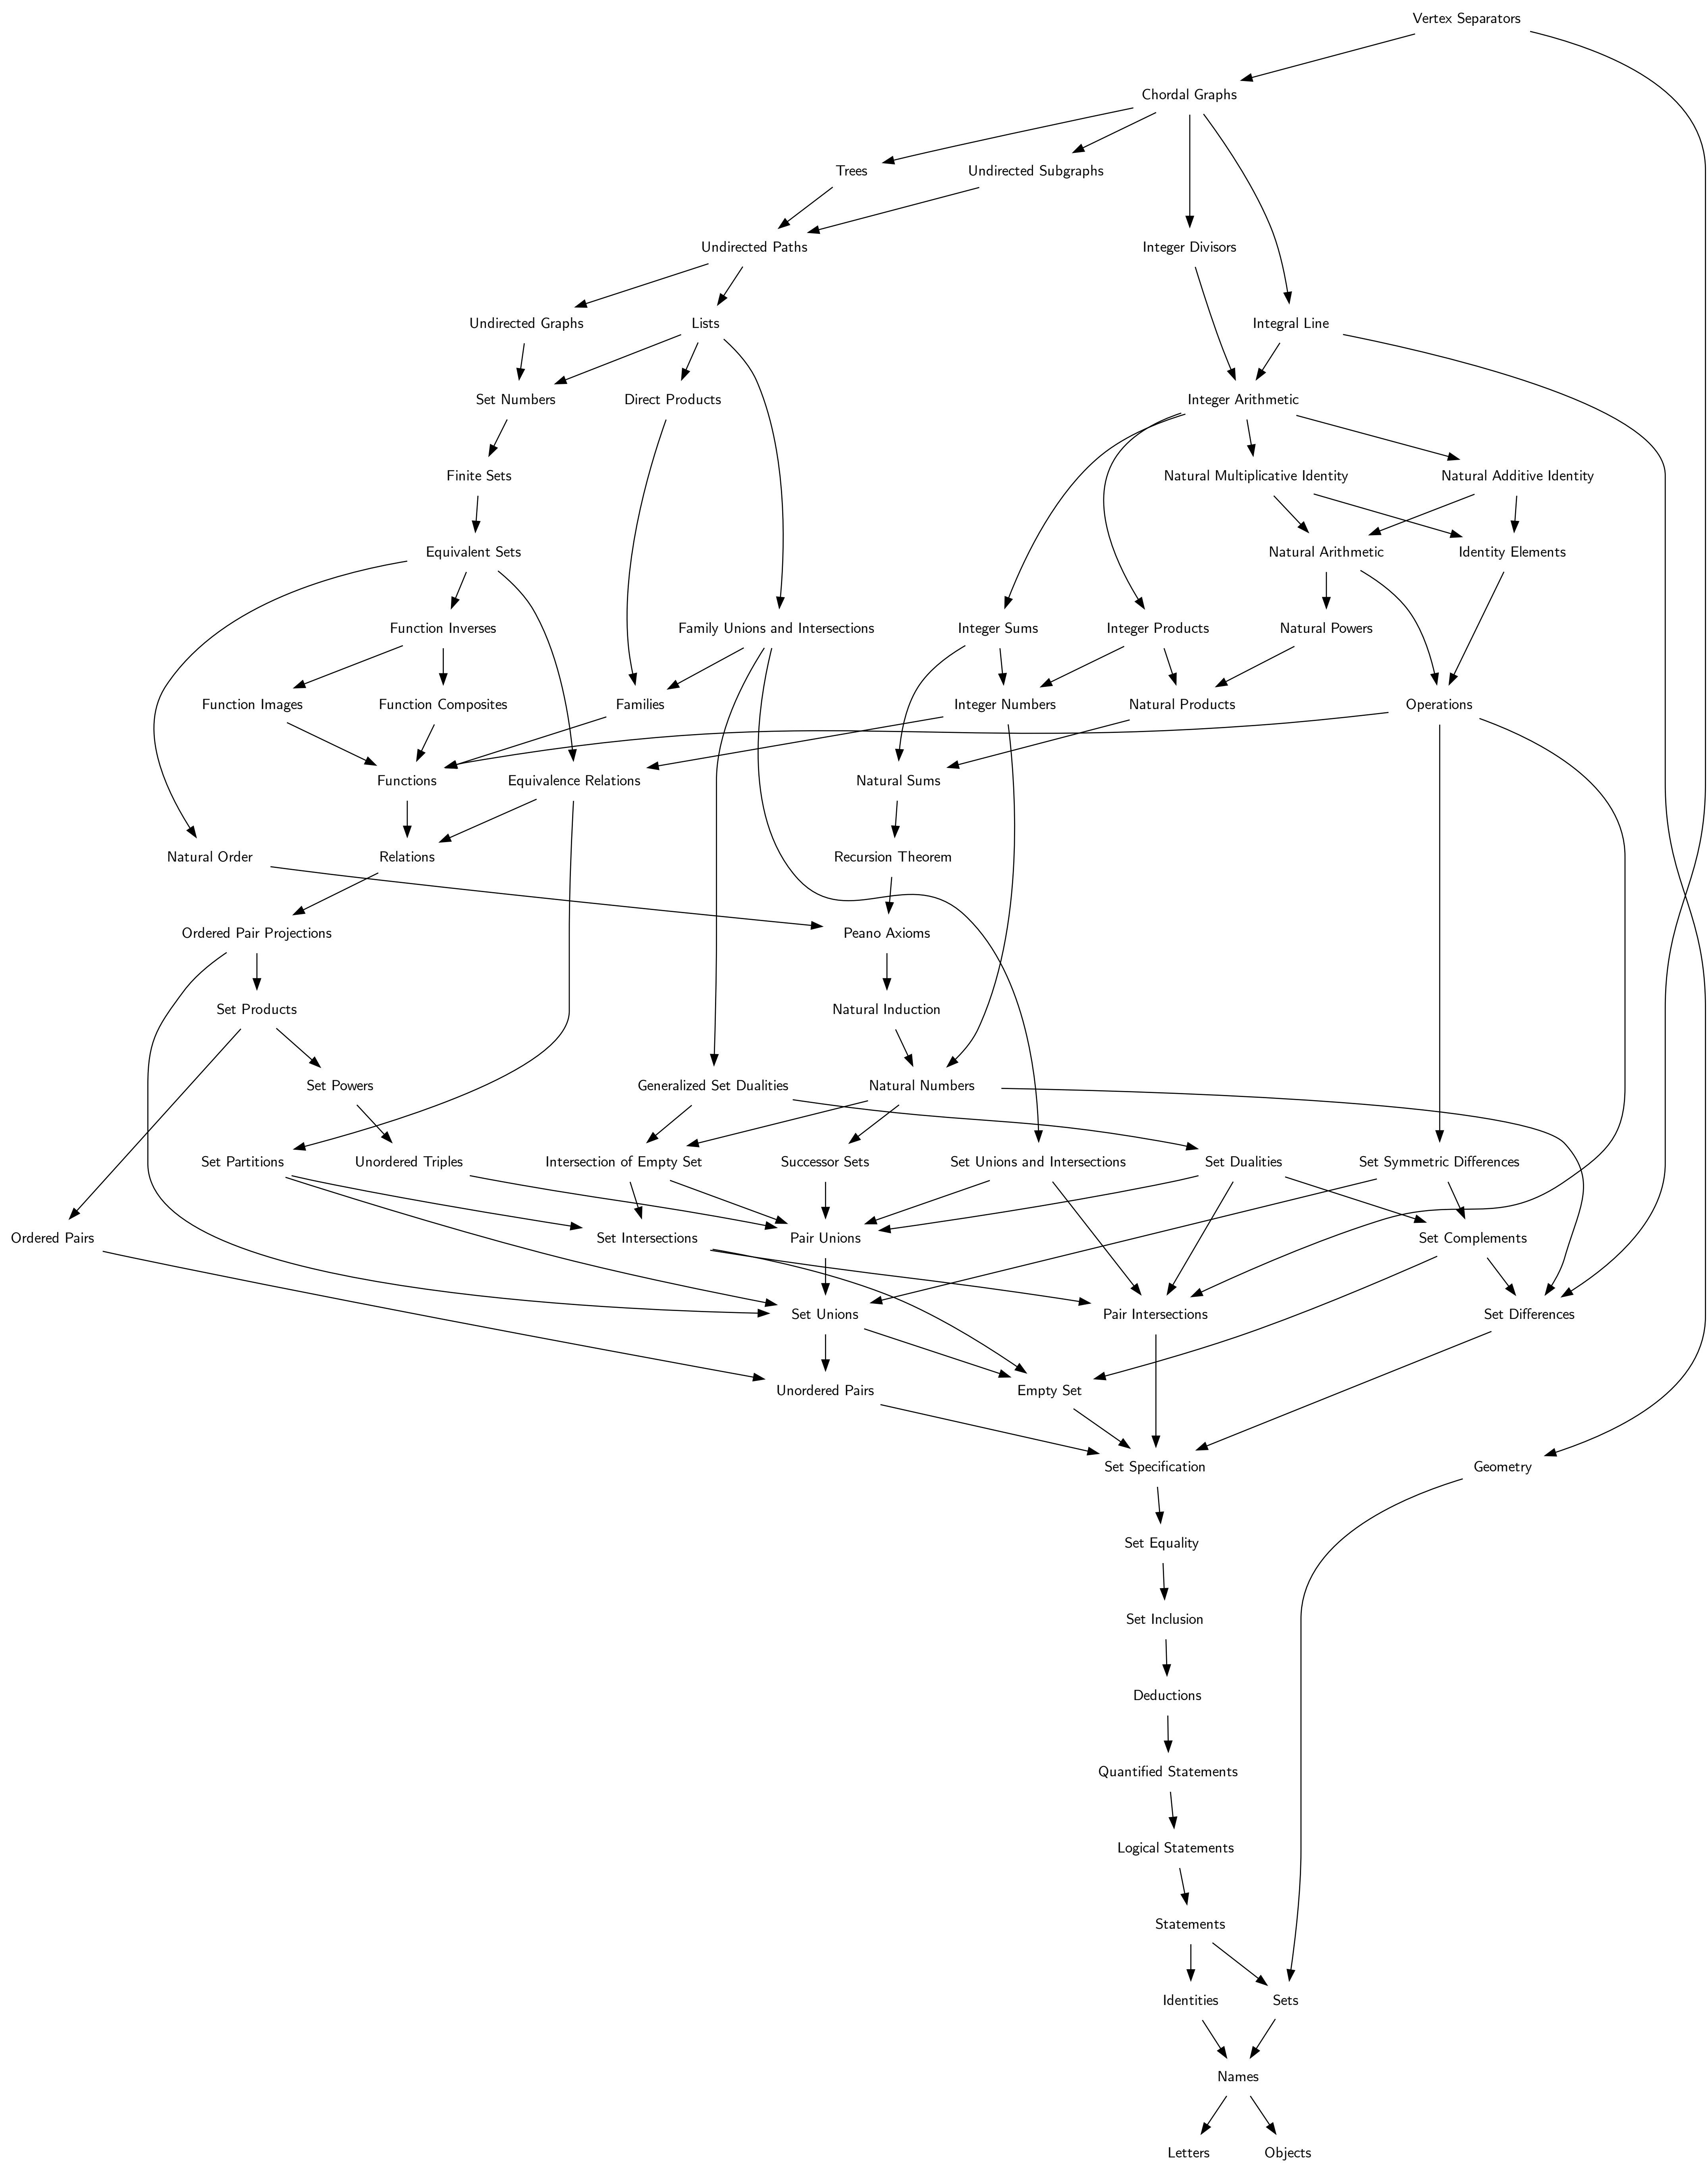 Vertex Separators
Chordal Graphs
Trees
Undirected Subgraphs
Undirected Paths
Integer Divisors
Undirected Graphs
Lists
Integral Line
Set Numbers
Direct Products
Integer Arithmetic
Finite Sets
Natural Multiplicative Identity
Natural Additive Identity
Equivalent Sets
Natural Arithmetic
Identity Elements
Function Inverses
Family Unions and Intersections
Integer Sums
Integer Products
Natural Powers
Function Images
Function Composites
Families
Integer Numbers
Natural Products
Operations
Functions
Equivalence Relations
Natural Sums
Natural Order
Relations
Recursion Theorem
Ordered Pair Projections
Peano Axioms
Set Products
Natural Induction
Set Powers
Generalized Set Dualities
Natural Numbers
Set Partitions
Unordered Triples
Intersection of Empty Set
Successor Sets
Set Unions and Intersections
Set Dualities
Set Symmetric Differences
Ordered Pairs
Set Intersections
Pair Unions
Set Complements
Set Unions
Pair Intersections
Set Differences
Unordered Pairs
Empty Set
Set Specification
Geometry
Set Equality
Set Inclusion
Deductions
Quantified Statements
Logical Statements
Statements
Identities
Sets
Names
Letters
Objects